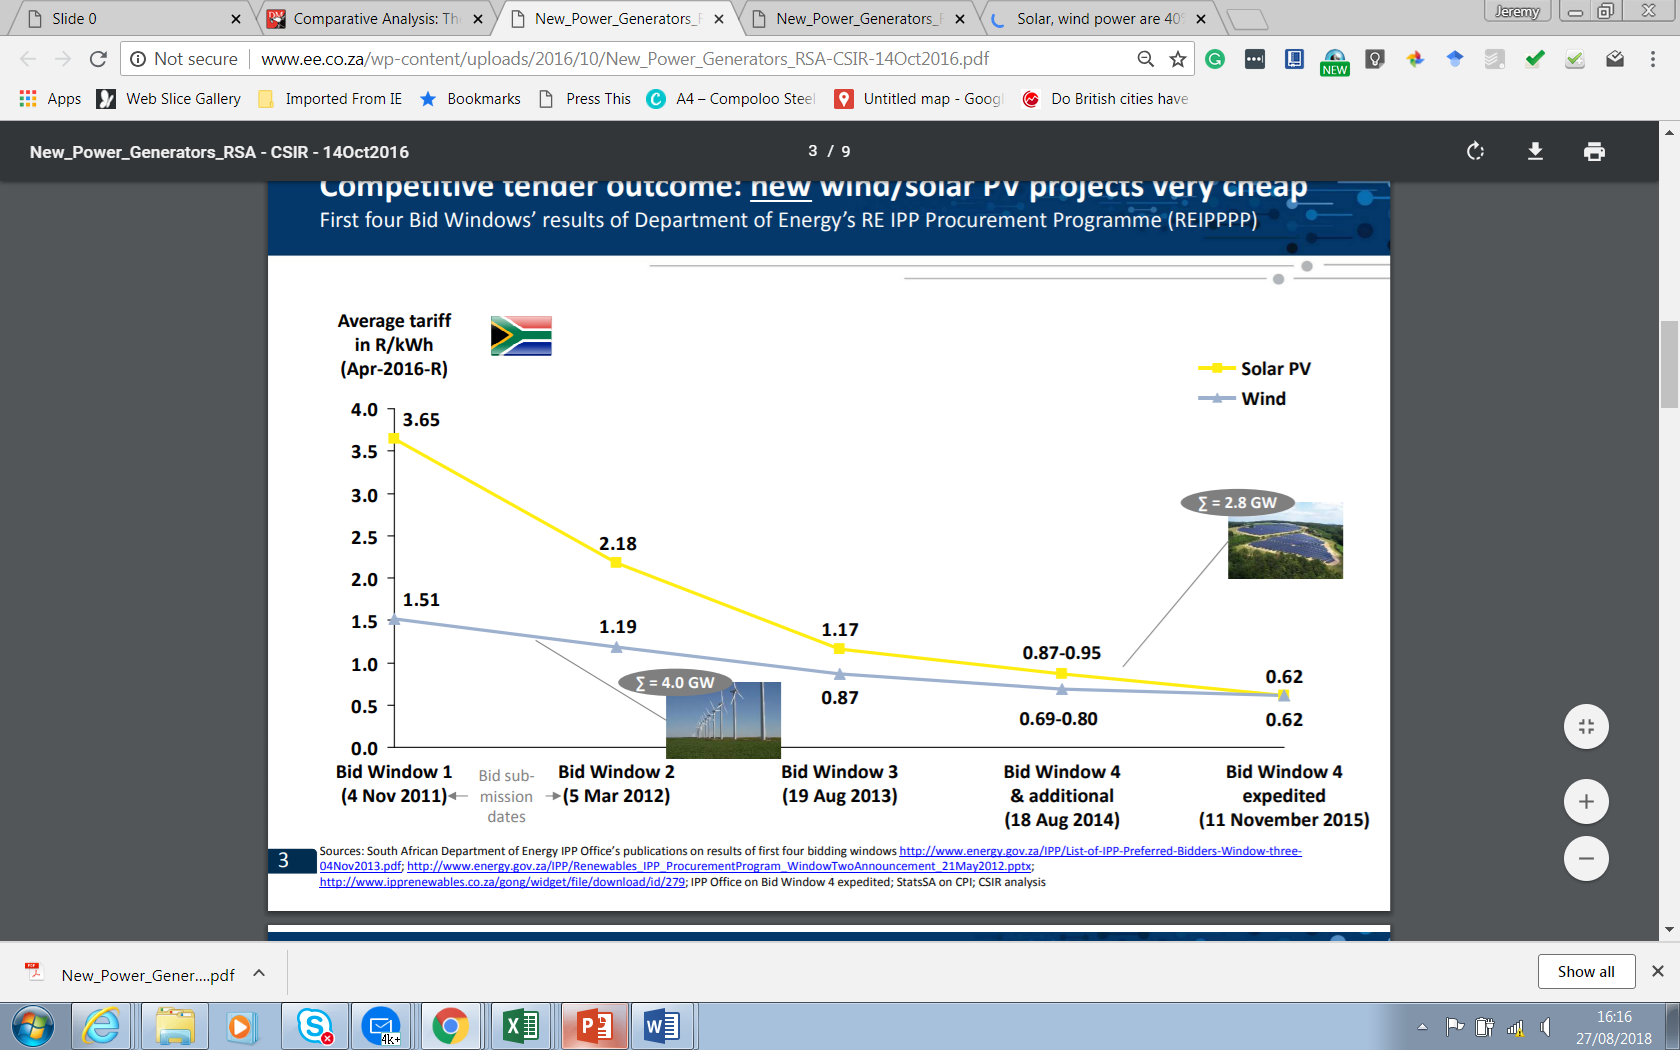 Slide 0
Comparative Analysis: Th
New_Power_Generators_R
New_Power_Generators_R
Solar, wind power are 40%
Jeremy
Not secure
www.ee.co.za/wp-content/uploads/2016/10/New_Power_Generators_RSA-CSIR-14Oct2016.pdf
NEW
Apps
Web Slice Gallery
Imported From IE
Bookmarks
Press This
A4 – Compoloo Steel
Untitled map - Goog
Do British cities have
New_Power_Generators_RSA - CSIR - 14Oct2016
3 / 9
Competitive tender outcome: new wind/solar PV projects very cheap
First four Bid Windows' results of Department of Energy's RE IPP Procurement Programme (REIPPPP)
Average tariff
in R/kWh
(Apr-2016-R)
Solar PV
Wind
4.0
3.5
3.0
2.5
2.0
1.5
1.0
0.5
0.0
3.65
2.18
1.17
0.87-0.95
0.62
1.51
1.19
0.87
0.69-0.80
0.62
∑ = 2.8 GW
∑ = 4.0 GW
Bid Window 1
(4 Nov 2011)
Bid sub-
mission
dates
Bid Window 2
(5 Mar 2012)
Bid Window 3
(19 Aug 2013)
Bid Window 4
& additional
(18 Aug 2014)
Bid Window 4
expedited
(11 November 2015)
3
Sources: South African Department of Energy IPP Office's publications on results of first four bidding windows http://www.energy.gov.za/IPP/List-of-IPP-Preferred-Bidders-Window-three-
04Nov2013.pdf; http://www.energy.gov.za/IPP/Renewables_IPP_ProcurementProgram_WindowTwoAnnouncement_21May2012.pptx;
http://www.ipprenewables.co.za/gong/widget/file/download/id/279; IPP Office on Bid Window 4 expedited; StatsSA on CPI; CSIR analysis
New_Power_Gener....pdf
Show all
4k+
16:16
27/08/2018